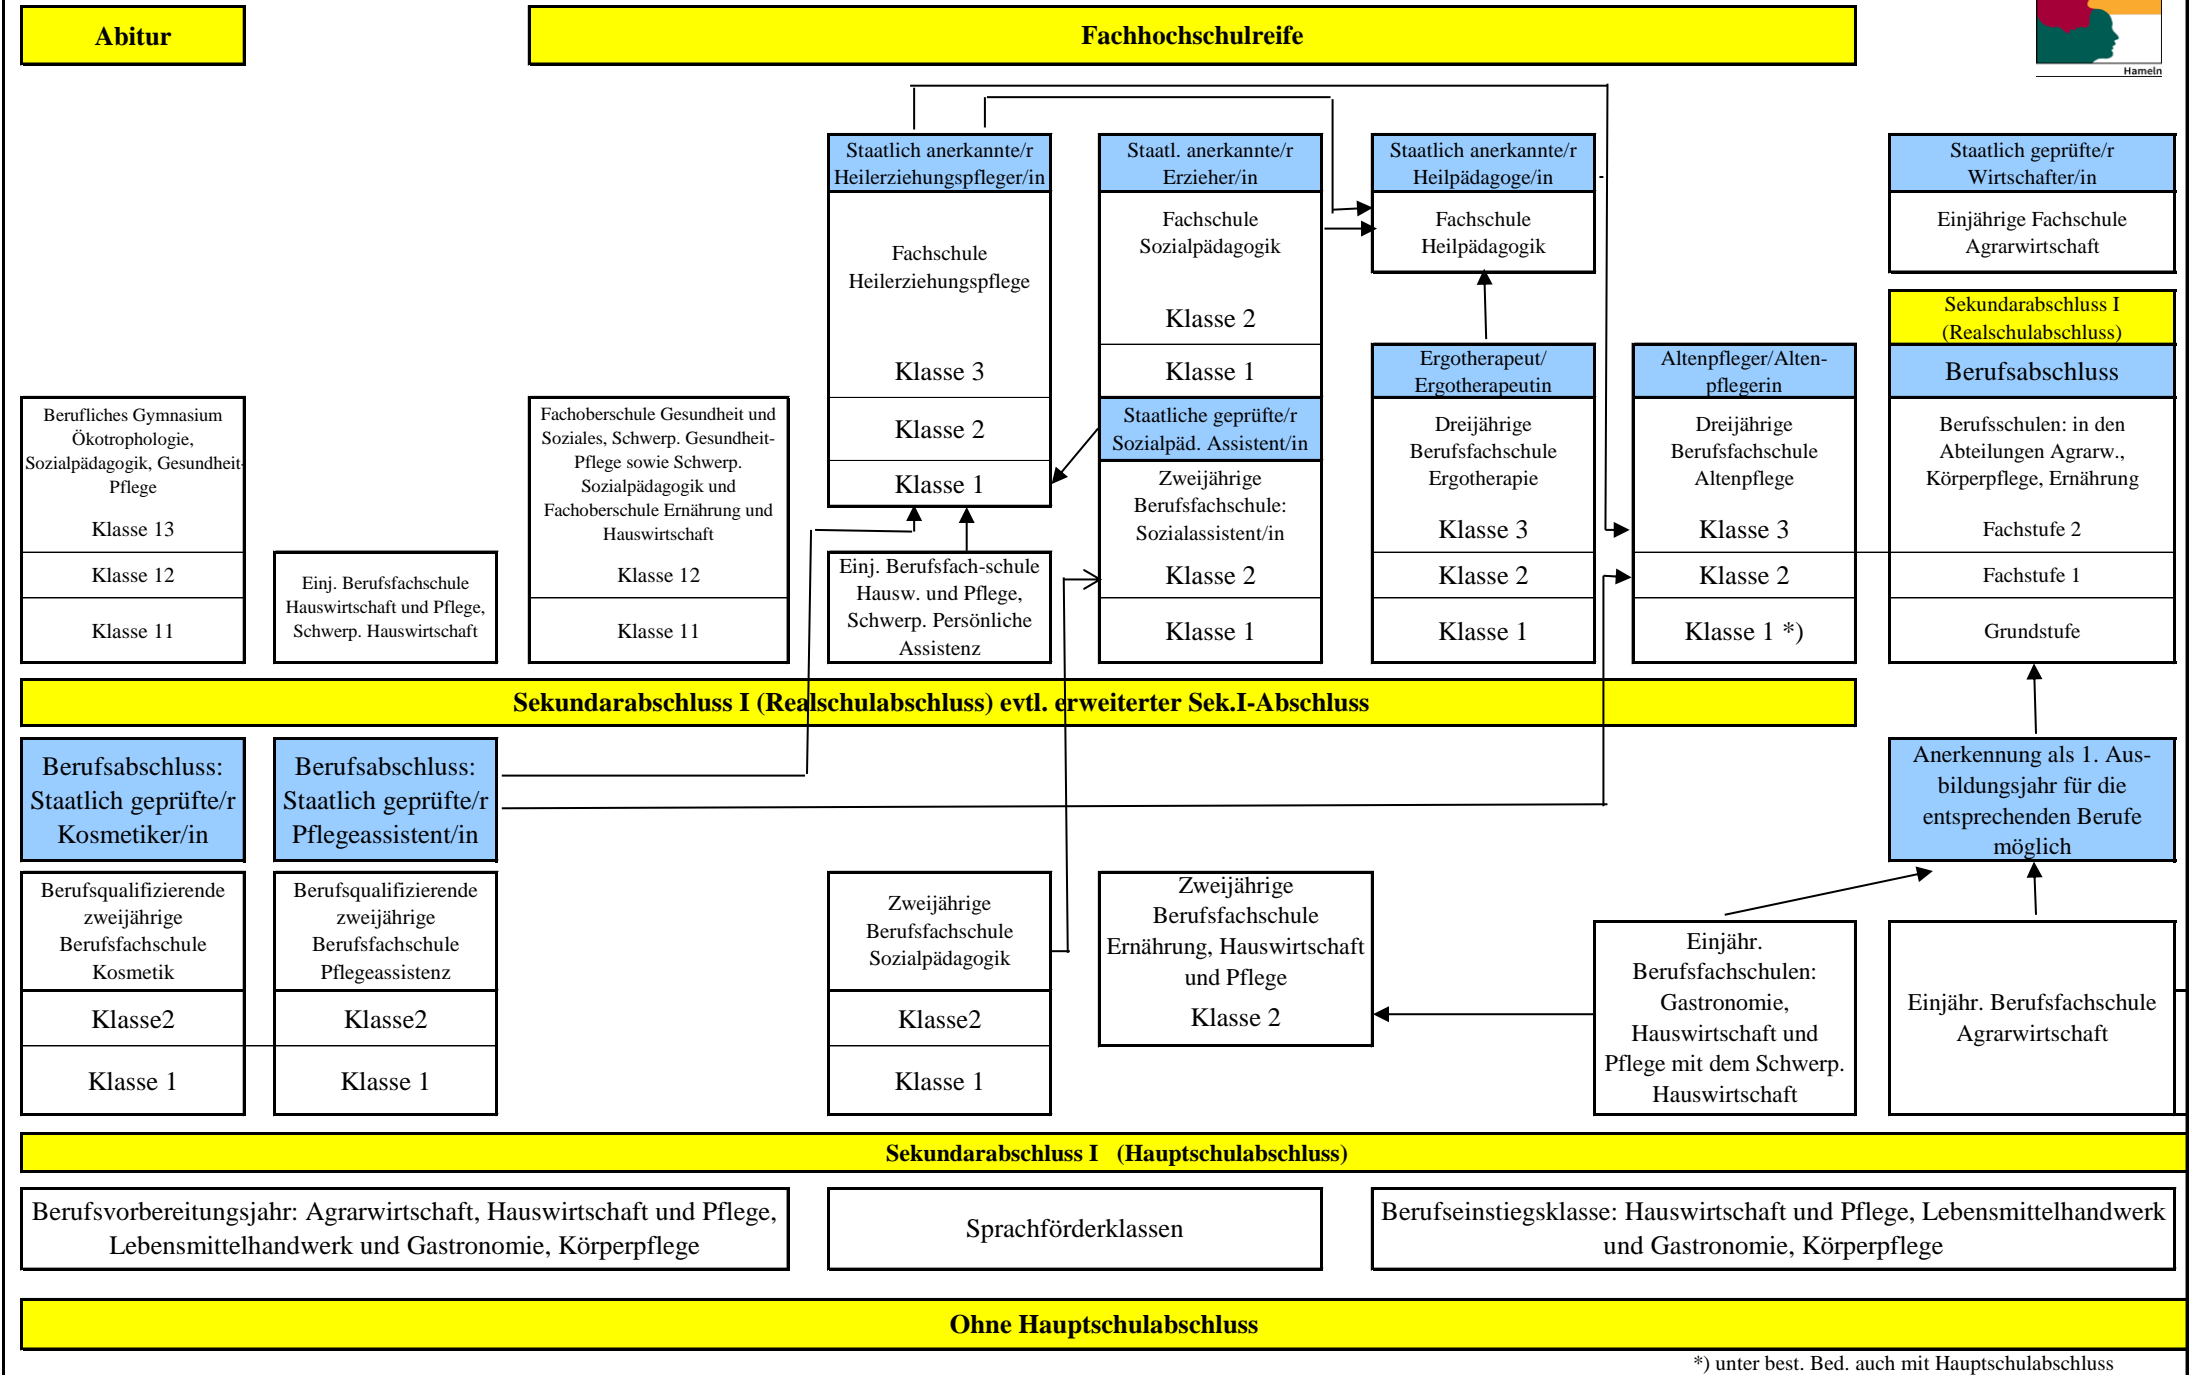 Abitur
Fachhochschulreife
Hameln
Staatlich anerkannte/r
Heilerziehungspfleger/in
Fachschule
Heilerziehungspflege
Klasse 3
Klasse 2
Klasse 1
Staatl. anerkannte/r
Erzieher/in
Fachschule
Sozialpädagogik
Klasse 2
Klasse 1
Staatliche geprüfte/r
Sozialpäd. Assistent/in
Zweijährige
Berufsfachschule:
Sozialassistent/in
Klasse 2
Klasse 1
Staatlich anerkannte/r
Heilpädagoge/in
Fachschule
Heilpädagogik
Ergotherapeut/
Ergotherapeutin
Dreijährige
Berufsfachschule
Ergotherapie
Klasse 3
Klasse 2
Klasse 1
Altenpfleger/Alten-
pflegerin
Dreijährige
Berufsfachschule
Altenpflege
Klasse 3
Klasse 2
Klasse 1 *)
Staatlich geprüfte/r
Wirtschafter/in
Einjährige Fachschule
Agrarwirtschaft
Sekundarabschluss I
(Realschulabschluss)
Berufsabschluss
Berufsschulen: in den
Abteilungen Agrarw.,
Körperpflege, Ernährung
Fachstufe 2
Fachstufe 1
Grundstufe
Berufliches Gymnasium
Ökotrophologie,
Sozialpädagogik, Gesundheit-
Pflege
Klasse 13
Klasse 12
Klasse 11
Einj. Berufsfachschule
Hauswirtschaft und Pflege,
Schwerp. Hauswirtschaft
Fachoberschule Gesundheit und
Soziales, Schwerp. Gesundheit-
Pflege sowie Schwerp.
Sozialpädagogik und
Fachoberschule Ernährung und
Hauswirtschaft
Klasse 12
Klasse 11
Einj. Berufsfach-schule
Hausw. und Pflege,
Schwerp. Persönliche
Assistenz
Sekundarabschluss I (Realschulabschluss) evtl. erweiterter Sek.I-Abschluss
Berufsabschluss:
Staatlich geprüfte/r
Kosmetiker/in
Berufsqualifizierende
zweijährige
Berufsfachschule
Kosmetik
Klasse2
Klasse 1
Berufsabschluss:
Staatlich geprüfte/r
Pflegeassistent/in
Berufsqualifizierende
zweijährige
Berufsfachschule
Pflegeassistenz
Klasse2
Klasse 1
Zweijährige
Berufsfachschule
Sozialpädagogik
Klasse2
Klasse 1
Zweijährige
Berufsfachschule
Ernährung, Hauswirtschaft
und Pflege
Klasse 2
Einjähr.
Berufsfachschulen:
Gastronomie,
Hauswirtschaft und
Pflege mit dem Schwerp.
Hauswirtschaft
Anerkennung als 1. Aus-
bildungsjahr für die
entsprechenden Berufe
möglich
Einjähr. Berufsfachschule
Agrarwirtschaft
Sekundarabschluss I (Hauptschulabschluss)
Berufsvorbereitungsjahr: Agrarwirtschaft, Hauswirtschaft und Pflege,
Lebensmittelhandwerk und Gastronomie, Körperpflege
Sprachförderklassen
Berufseinstiegsklasse: Hauswirtschaft und Pflege, Lebensmittelhandwerk
und Gastronomie, Körperpflege
Ohne Hauptschulabschluss
*) unter best. Bed. auch mit Hauptschulabschluss